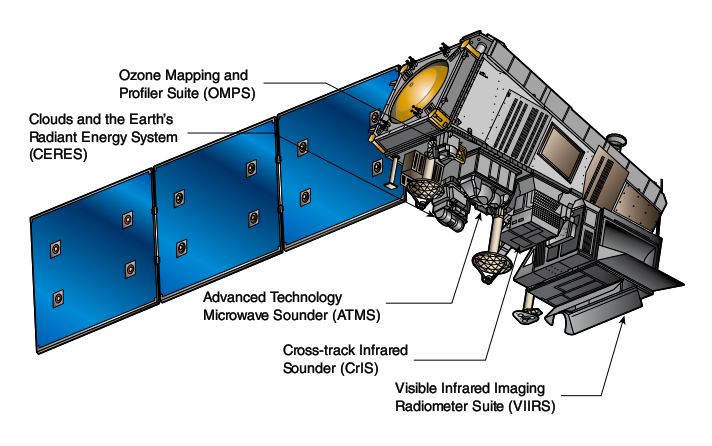 Ozone Mapping and
Profiler Suite (OMPS)
Clouds and the Earth's
Radiant Energy System
(CERES)
Advanced Technology
Microwave Sounder (ATMS)
Cross-track Infrared
Sounder (CrIS)
Visible Infrared Imaging
Radiometer Suite (VIIRS)